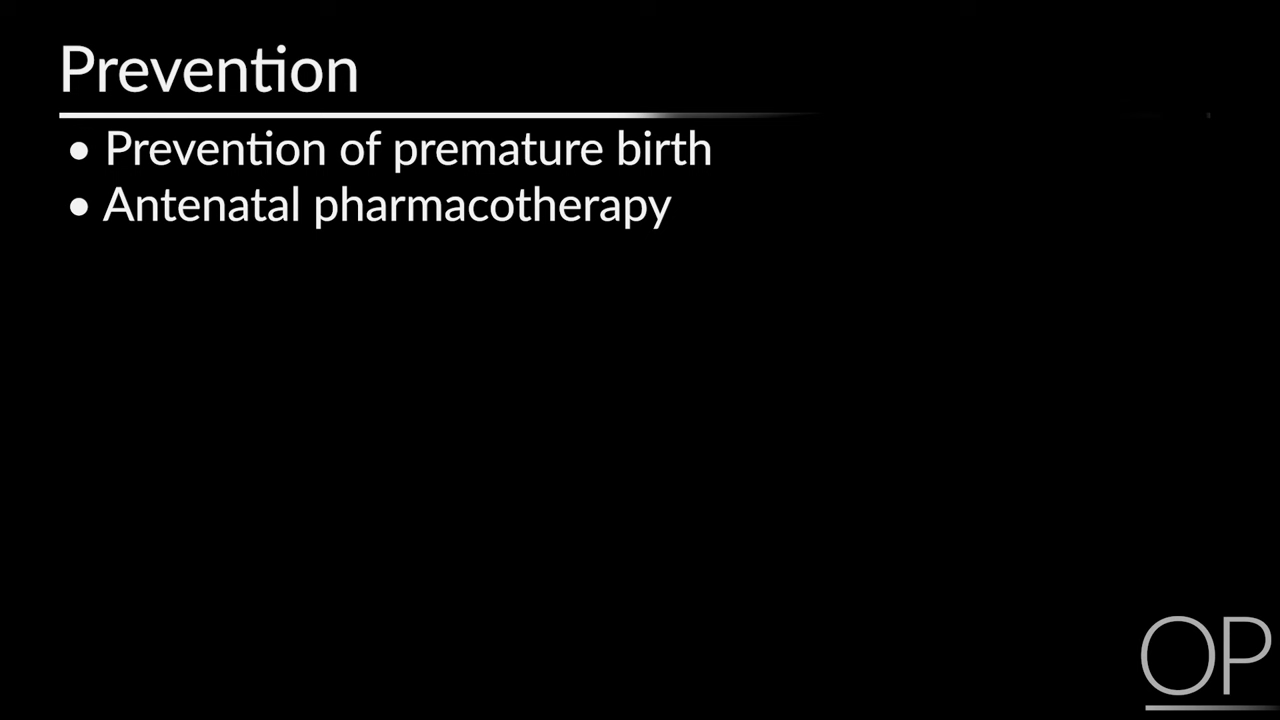 Prevention
• Prevention of premature birth
• Antenatal pharmacotherapy
OP